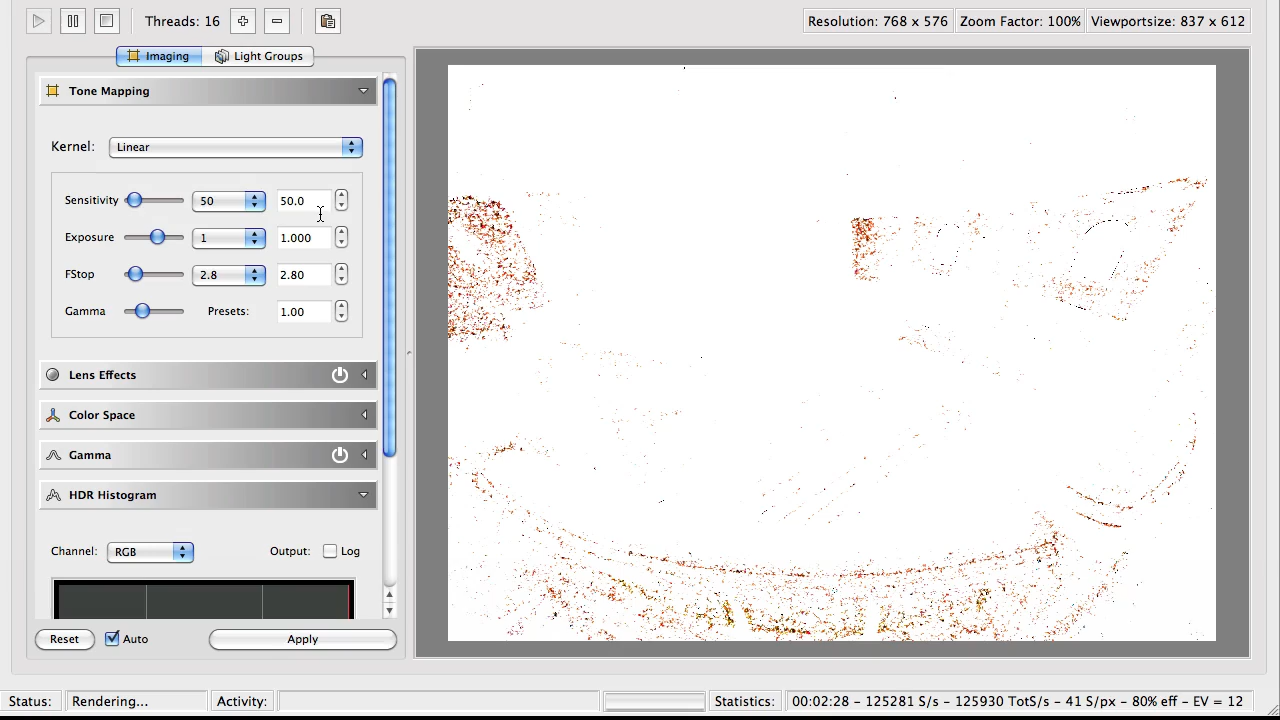 Threads: 16
Resolution: 768 x 576
Zoom Factor: 100%
Viewportsize: 837 x 612
Imaging
Light Groups
Tone Mapping
Kernel:
Linear
Sensitivity
50
50.0
Exposure
1
1.000
FStop
2.8
2.80
Gamma
Presets:
1.00
Lens Effects
Color Space
Gamma
HDR Histogram
Channel:
RGB
Output:
Log
Reset
Auto
Apply
Status:
Rendering...
Activity:
Statistics:
00:02:28 - 125281 S/s - 125930 TotS/s - 41 S/px - 80% eff - EV = 12